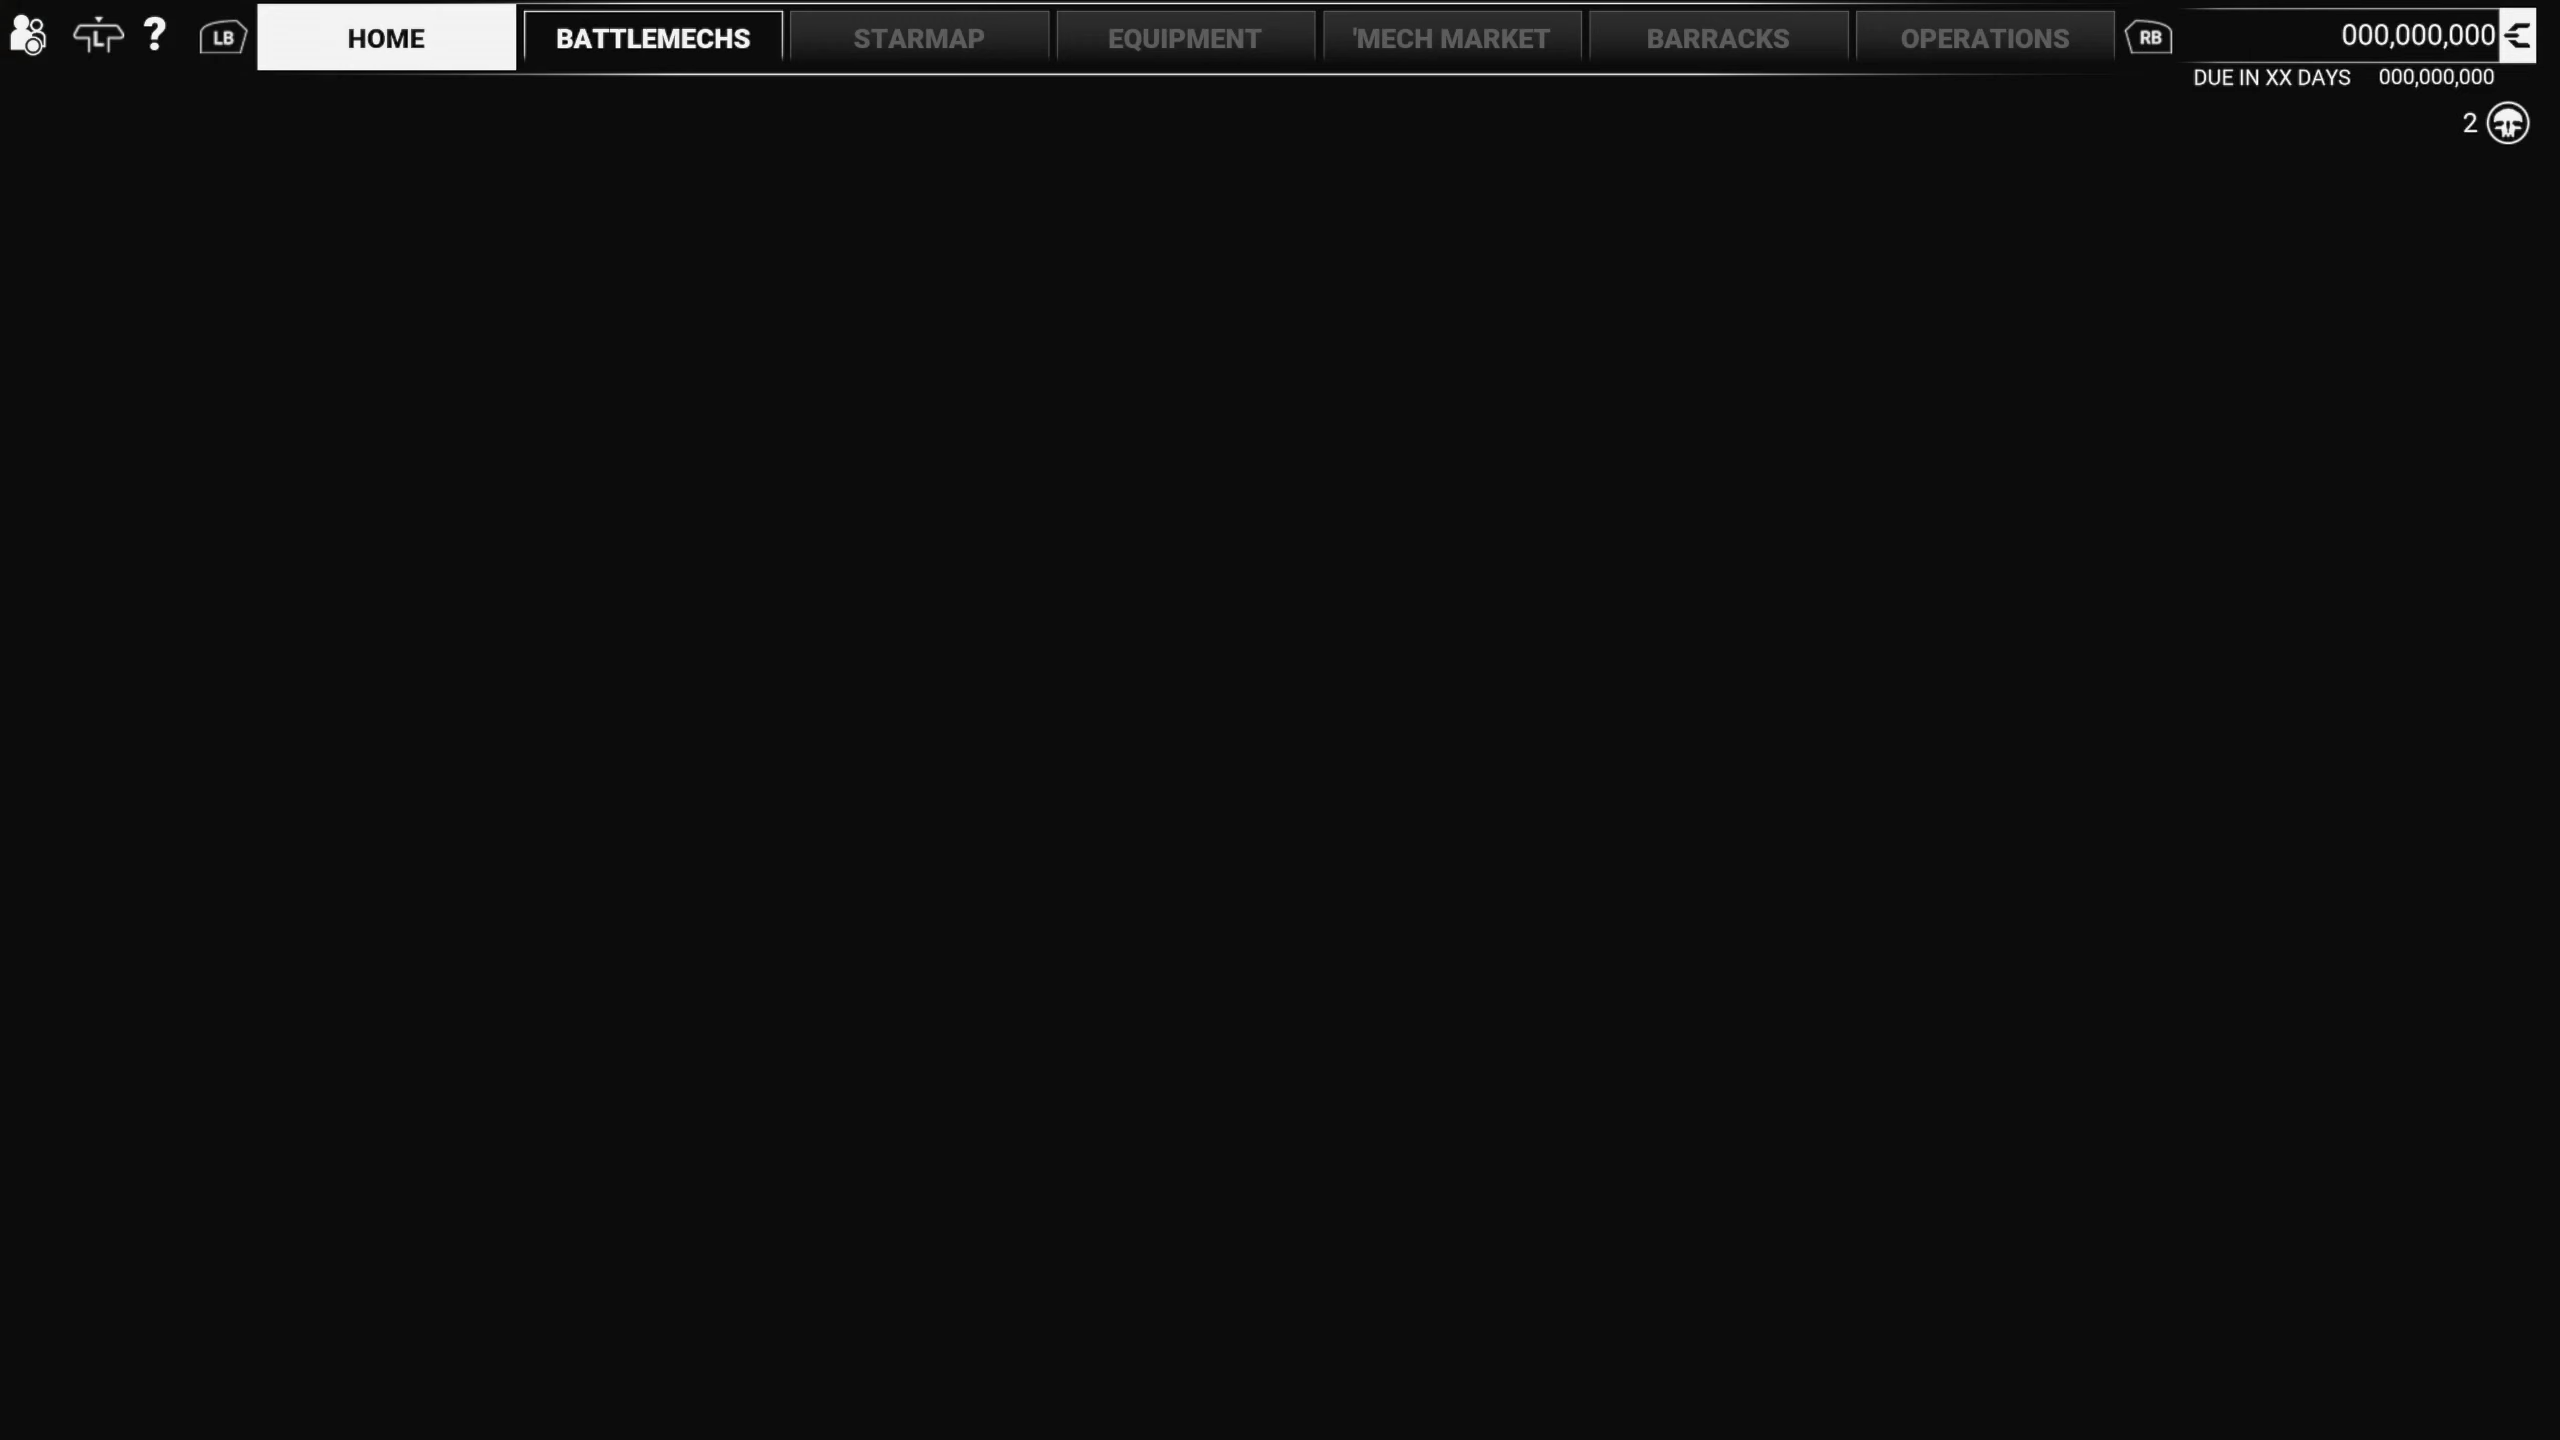 LB HOME BATTLEMECHS STARMAP EQUIPMENT 'MECH MARKET BARRACKS OPERATIONS RB 000,000,000
L ?
DUE IN XX DAYS 000,000,000
2